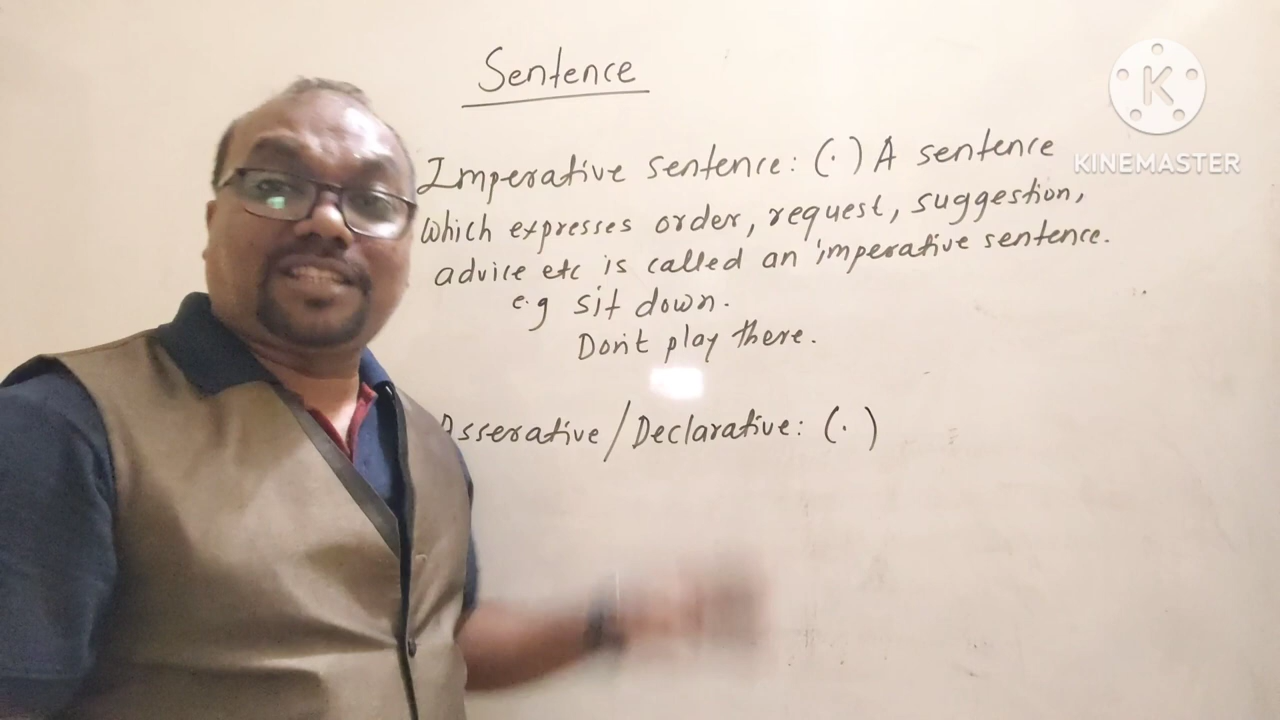 Sentence
Imperative sentence: (.) A sentence
which expresses order, request, suggestion,
advice etc is called an imperative sentence.
e.g sit down.
Don't play there.
Asserative/Declarative: (.)
K
KINEMASTER